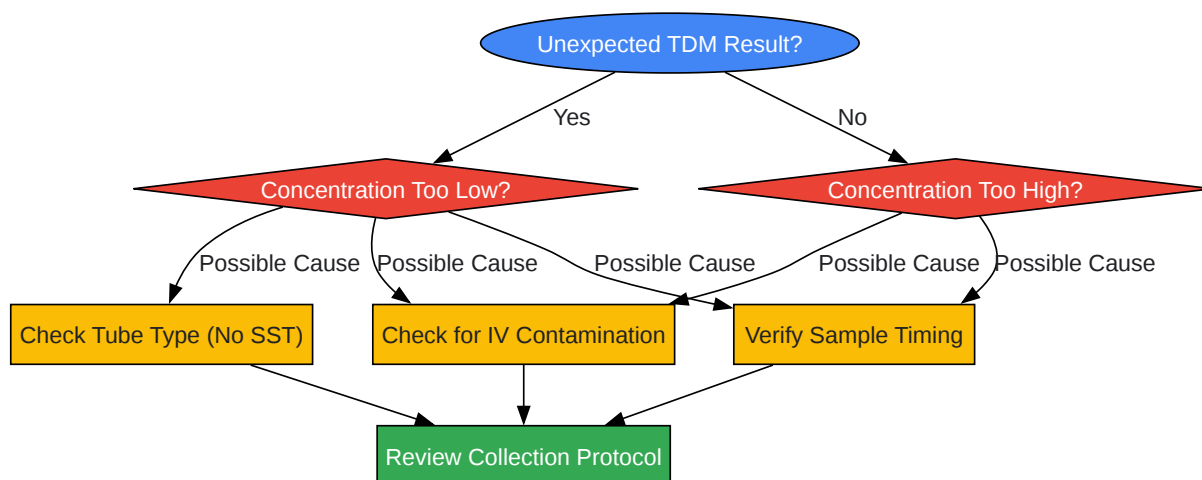 Unexpected TDM Result?
Yes
No
Concentration Too Low?
Concentration Too High?
Possible Cause
Possible Cause
Possible Cause
Possible Cause
Possible Cause
Check Tube Type (No SST)
Check for IV Contamination
Verify Sample Timing
Review Collection Protocol